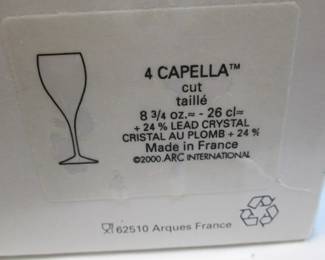 4 CAPELLA™
cut
taillé
8 3/4 oz.≈ - 26 cl≈
+ 24 % LEAD CRYSTAL
CRISTAL AU PLOMB + 24 %
Made in France
©2000 ARC INTERNATIONAL
62510 Arques France